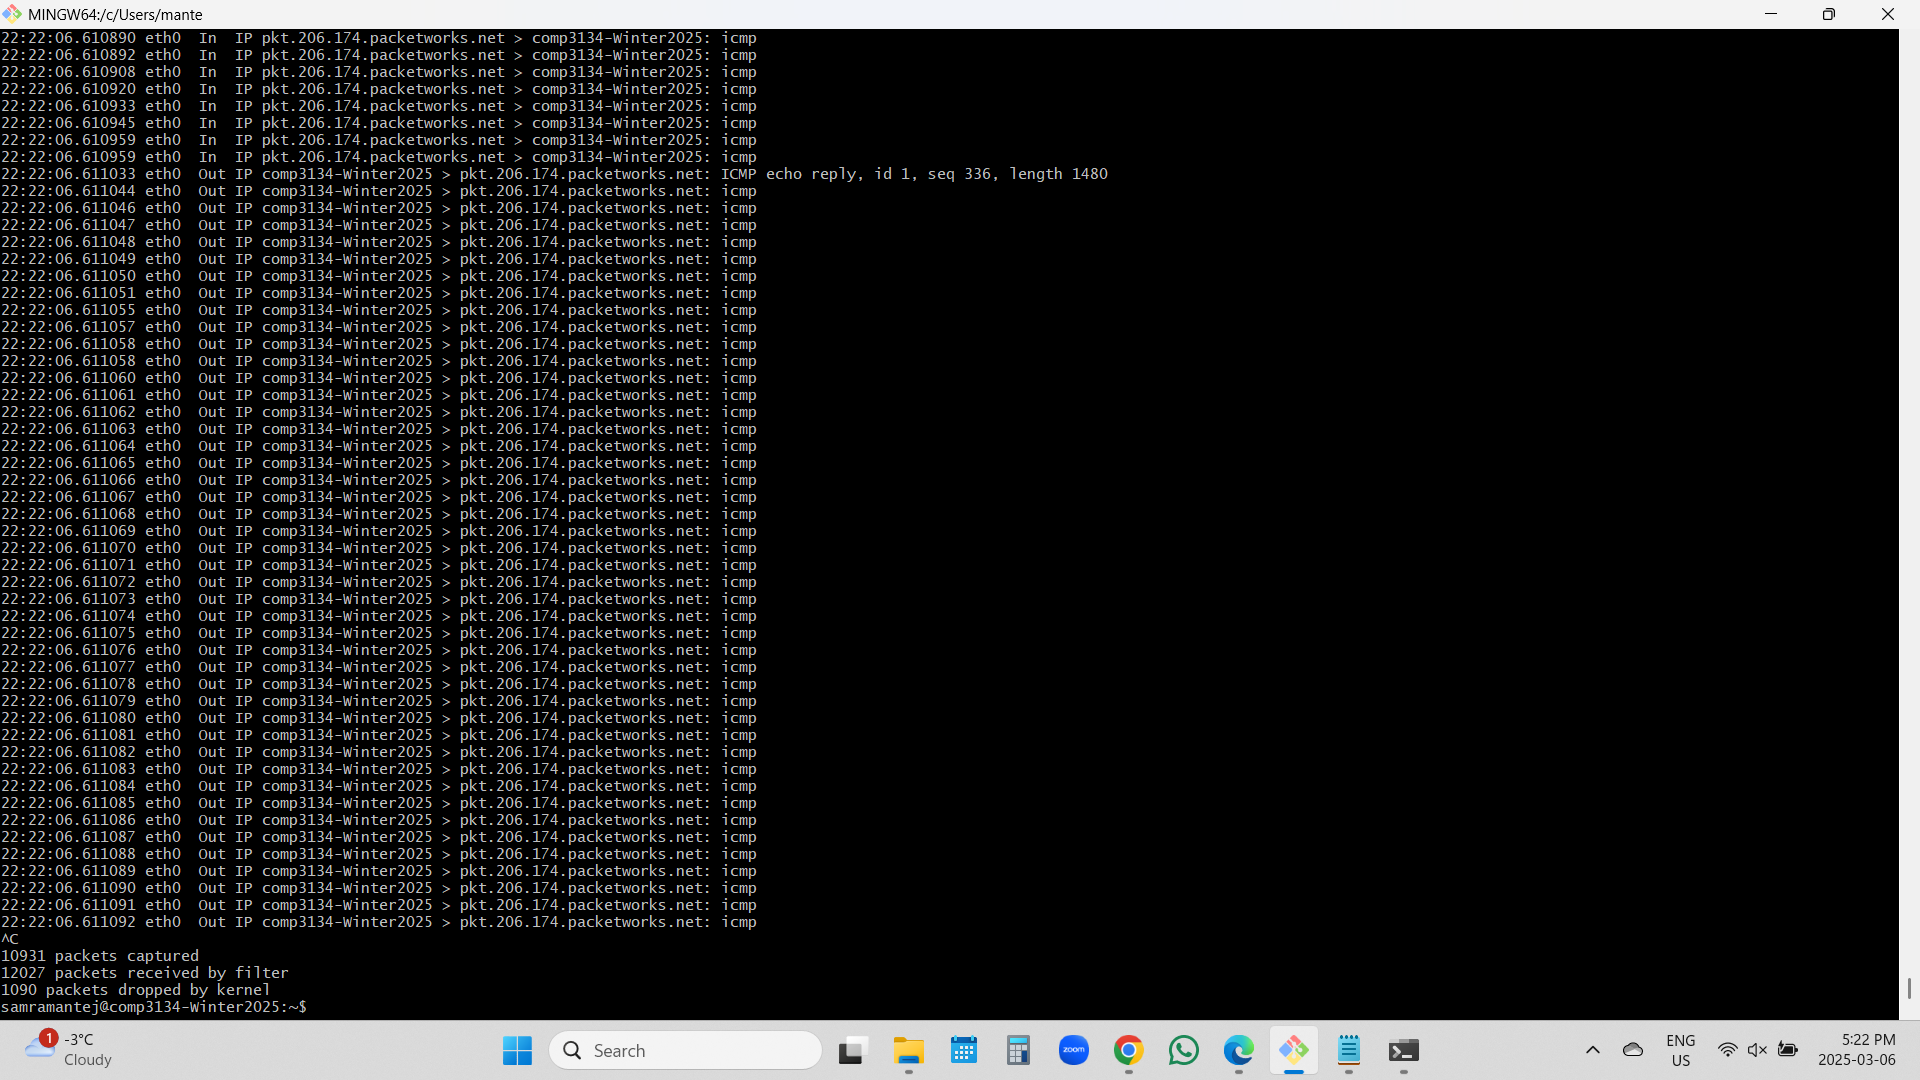 MINGW64:/c/Users/mante
22:22:06.610890 eth0  In  IP pkt.206.174.packetworks.net > comp3134-Winter2025: icmp
22:22:06.610892 eth0  In  IP pkt.206.174.packetworks.net > comp3134-Winter2025: icmp
22:22:06.610908 eth0  In  IP pkt.206.174.packetworks.net > comp3134-Winter2025: icmp
22:22:06.610920 eth0  In  IP pkt.206.174.packetworks.net > comp3134-Winter2025: icmp
22:22:06.610933 eth0  In  IP pkt.206.174.packetworks.net > comp3134-Winter2025: icmp
22:22:06.610945 eth0  In  IP pkt.206.174.packetworks.net > comp3134-Winter2025: icmp
22:22:06.610959 eth0  In  IP pkt.206.174.packetworks.net > comp3134-Winter2025: icmp
22:22:06.610959 eth0  In  IP pkt.206.174.packetworks.net > comp3134-Winter2025: icmp
22:22:06.611033 eth0  Out IP comp3134-Winter2025 > pkt.206.174.packetworks.net: ICMP echo reply, id 1, seq 336, length 1480
22:22:06.611044 eth0  Out IP comp3134-Winter2025 > pkt.206.174.packetworks.net: icmp
22:22:06.611046 eth0  Out IP comp3134-Winter2025 > pkt.206.174.packetworks.net: icmp
22:22:06.611047 eth0  Out IP comp3134-Winter2025 > pkt.206.174.packetworks.net: icmp
22:22:06.611048 eth0  Out IP comp3134-Winter2025 > pkt.206.174.packetworks.net: icmp
22:22:06.611049 eth0  Out IP comp3134-Winter2025 > pkt.206.174.packetworks.net: icmp
22:22:06.611050 eth0  Out IP comp3134-Winter2025 > pkt.206.174.packetworks.net: icmp
22:22:06.611051 eth0  Out IP comp3134-Winter2025 > pkt.206.174.packetworks.net: icmp
22:22:06.611055 eth0  Out IP comp3134-Winter2025 > pkt.206.174.packetworks.net: icmp
22:22:06.611057 eth0  Out IP comp3134-Winter2025 > pkt.206.174.packetworks.net: icmp
22:22:06.611058 eth0  Out IP comp3134-Winter2025 > pkt.206.174.packetworks.net: icmp
22:22:06.611058 eth0  Out IP comp3134-Winter2025 > pkt.206.174.packetworks.net: icmp
22:22:06.611060 eth0  Out IP comp3134-Winter2025 > pkt.206.174.packetworks.net: icmp
22:22:06.611061 eth0  Out IP comp3134-Winter2025 > pkt.206.174.packetworks.net: icmp
22:22:06.611062 eth0  Out IP comp3134-Winter2025 > pkt.206.174.packetworks.net: icmp
22:22:06.611063 eth0  Out IP comp3134-Winter2025 > pkt.206.174.packetworks.net: icmp
22:22:06.611064 eth0  Out IP comp3134-Winter2025 > pkt.206.174.packetworks.net: icmp
22:22:06.611065 eth0  Out IP comp3134-Winter2025 > pkt.206.174.packetworks.net: icmp
22:22:06.611066 eth0  Out IP comp3134-Winter2025 > pkt.206.174.packetworks.net: icmp
22:22:06.611067 eth0  Out IP comp3134-Winter2025 > pkt.206.174.packetworks.net: icmp
22:22:06.611068 eth0  Out IP comp3134-Winter2025 > pkt.206.174.packetworks.net: icmp
22:22:06.611069 eth0  Out IP comp3134-Winter2025 > pkt.206.174.packetworks.net: icmp
22:22:06.611070 eth0  Out IP comp3134-Winter2025 > pkt.206.174.packetworks.net: icmp
22:22:06.611071 eth0  Out IP comp3134-Winter2025 > pkt.206.174.packetworks.net: icmp
22:22:06.611072 eth0  Out IP comp3134-Winter2025 > pkt.206.174.packetworks.net: icmp
22:22:06.611073 eth0  Out IP comp3134-Winter2025 > pkt.206.174.packetworks.net: icmp
22:22:06.611074 eth0  Out IP comp3134-Winter2025 > pkt.206.174.packetworks.net: icmp
22:22:06.611075 eth0  Out IP comp3134-Winter2025 > pkt.206.174.packetworks.net: icmp
22:22:06.611076 eth0  Out IP comp3134-Winter2025 > pkt.206.174.packetworks.net: icmp
22:22:06.611077 eth0  Out IP comp3134-Winter2025 > pkt.206.174.packetworks.net: icmp
22:22:06.611078 eth0  Out IP comp3134-Winter2025 > pkt.206.174.packetworks.net: icmp
22:22:06.611079 eth0  Out IP comp3134-Winter2025 > pkt.206.174.packetworks.net: icmp
22:22:06.611080 eth0  Out IP comp3134-Winter2025 > pkt.206.174.packetworks.net: icmp
22:22:06.611081 eth0  Out IP comp3134-Winter2025 > pkt.206.174.packetworks.net: icmp
22:22:06.611082 eth0  Out IP comp3134-Winter2025 > pkt.206.174.packetworks.net: icmp
22:22:06.611083 eth0  Out IP comp3134-Winter2025 > pkt.206.174.packetworks.net: icmp
22:22:06.611084 eth0  Out IP comp3134-Winter2025 > pkt.206.174.packetworks.net: icmp
22:22:06.611085 eth0  Out IP comp3134-Winter2025 > pkt.206.174.packetworks.net: icmp
22:22:06.611086 eth0  Out IP comp3134-Winter2025 > pkt.206.174.packetworks.net: icmp
22:22:06.611087 eth0  Out IP comp3134-Winter2025 > pkt.206.174.packetworks.net: icmp
22:22:06.611088 eth0  Out IP comp3134-Winter2025 > pkt.206.174.packetworks.net: icmp
22:22:06.611089 eth0  Out IP comp3134-Winter2025 > pkt.206.174.packetworks.net: icmp
22:22:06.611090 eth0  Out IP comp3134-Winter2025 > pkt.206.174.packetworks.net: icmp
22:22:06.611091 eth0  Out IP comp3134-Winter2025 > pkt.206.174.packetworks.net: icmp
22:22:06.611092 eth0  Out IP comp3134-Winter2025 > pkt.206.174.packetworks.net: icmp
^C
10931 packets captured
12027 packets received by filter
1090 packets dropped by kernel
samramantej@comp3134-Winter2025:~$
1
-3°C
Cloudy
Search
zoom
ENG
US
5:22 PM
2025-03-06